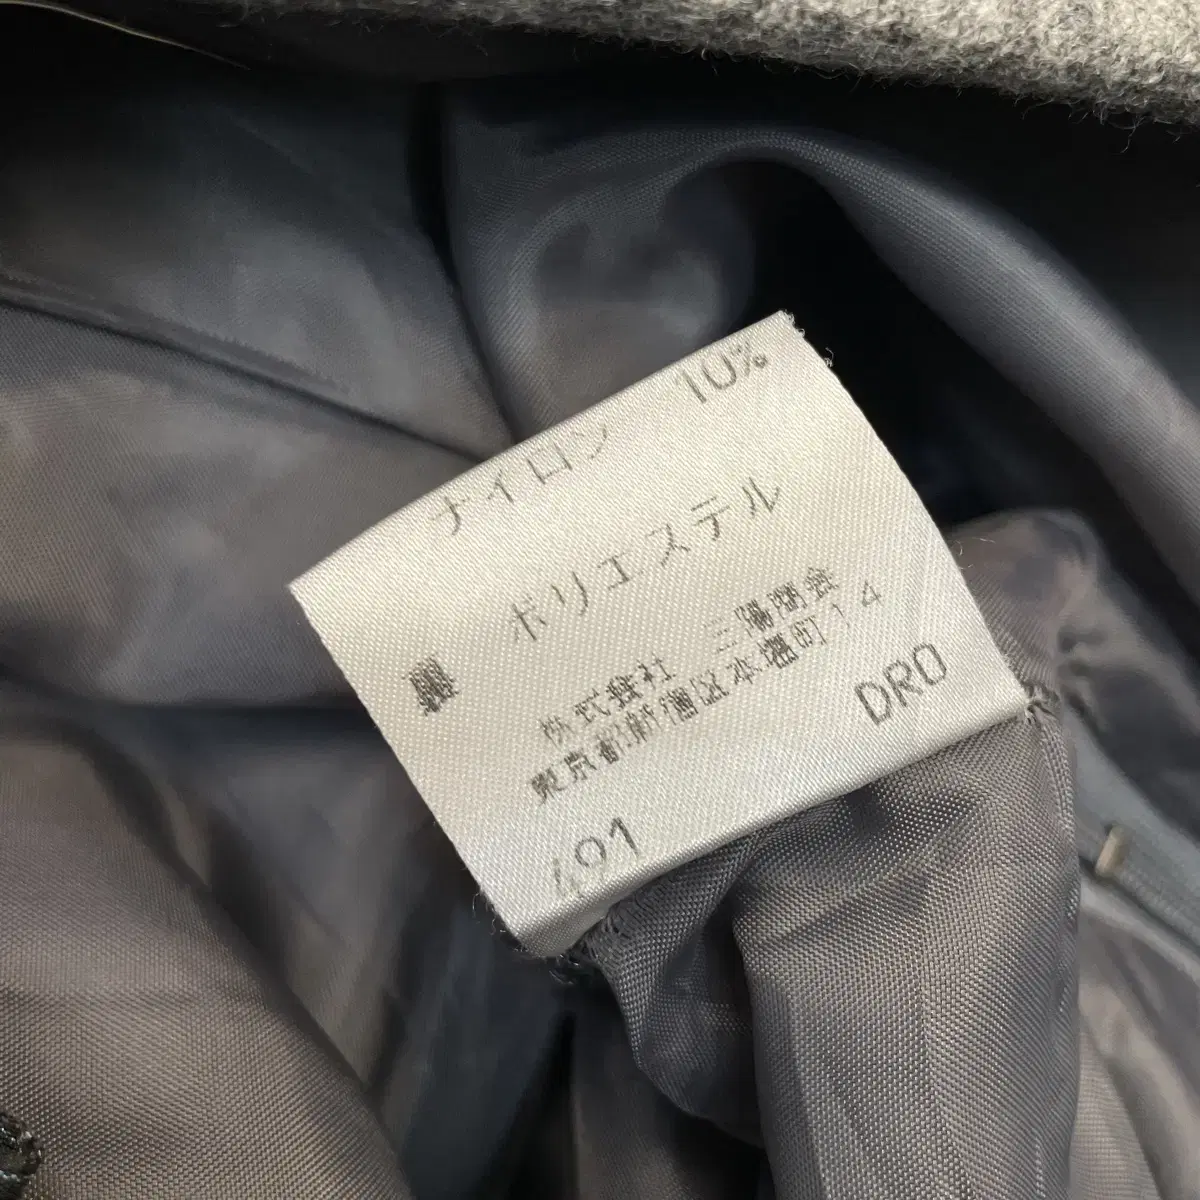 ナイロン 10%
裏 ポリエステル
株式会社 三陽商会
東京都新宿区本塩町14
491 DRO